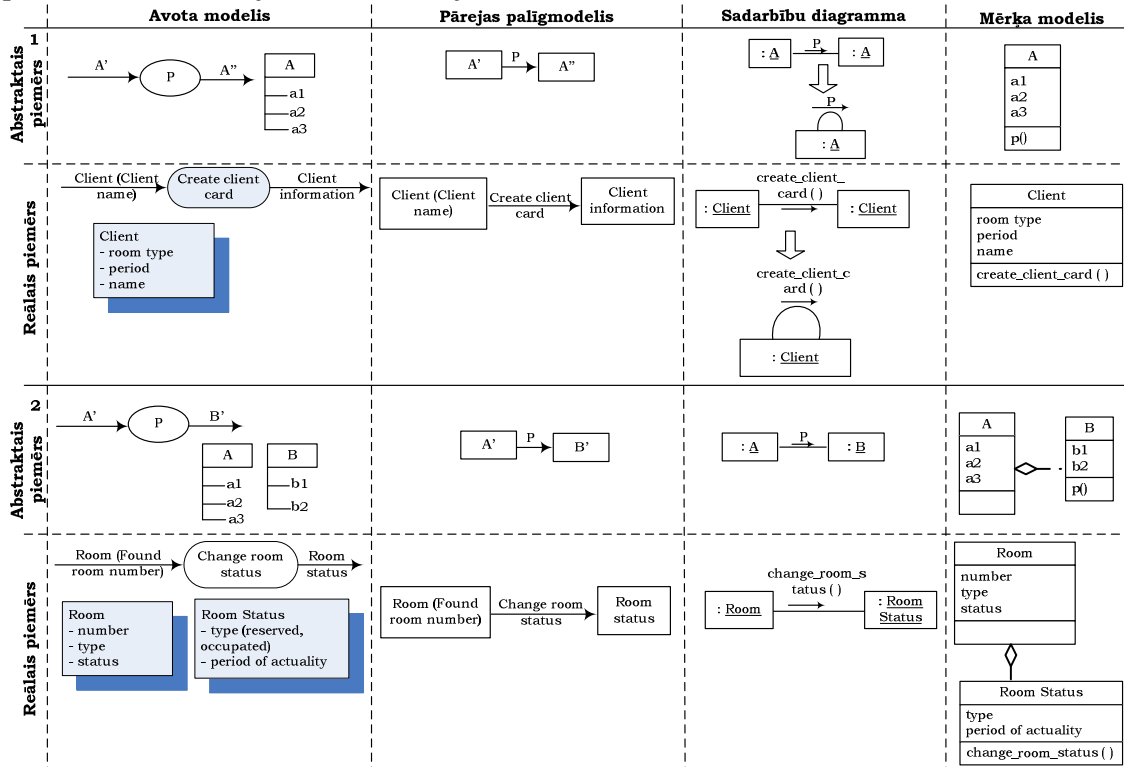 Avota modelis
Pārejas palīgmodelis
Sadarbību diagramma
Mērķa modelis
1
Abstraktais
piemērs
A'
P
A"
A
a1
a2
a3
A'
P
A"
: A
P
: A
P
: A
A
a1
a2
a3
p()
Reālais piemērs
Client (Client
name)
Create client
card
Client
information
Client
- room type
- period
- name
Client (Client
name)
Create client
card
Client
information
create_client_
card ( )
: Client
: Client
create_client_c
ard ( )
: Client
Client
room type
period
name
create_client_card ( )
2
Abstraktais
piemērs
A'
P
B'
A
a1
a2
a3
B
b1
b2
A'
P
B'
: A
P
: B
A
a1
a2
a3
B
b1
b2
p()
Reālais piemērs
Room (Found
room number)
Change room
status
Room
status
Room
- number
- type
- status
Room Status
- type (reserved,
occupated)
- period of actuality
Room (Found
room number)
Change room
status
Room
status
change_room_s
tatus ( )
: Room
: Room
Status
Room
number
type
status
Room Status
type
period of actuality
change_room_status ( )